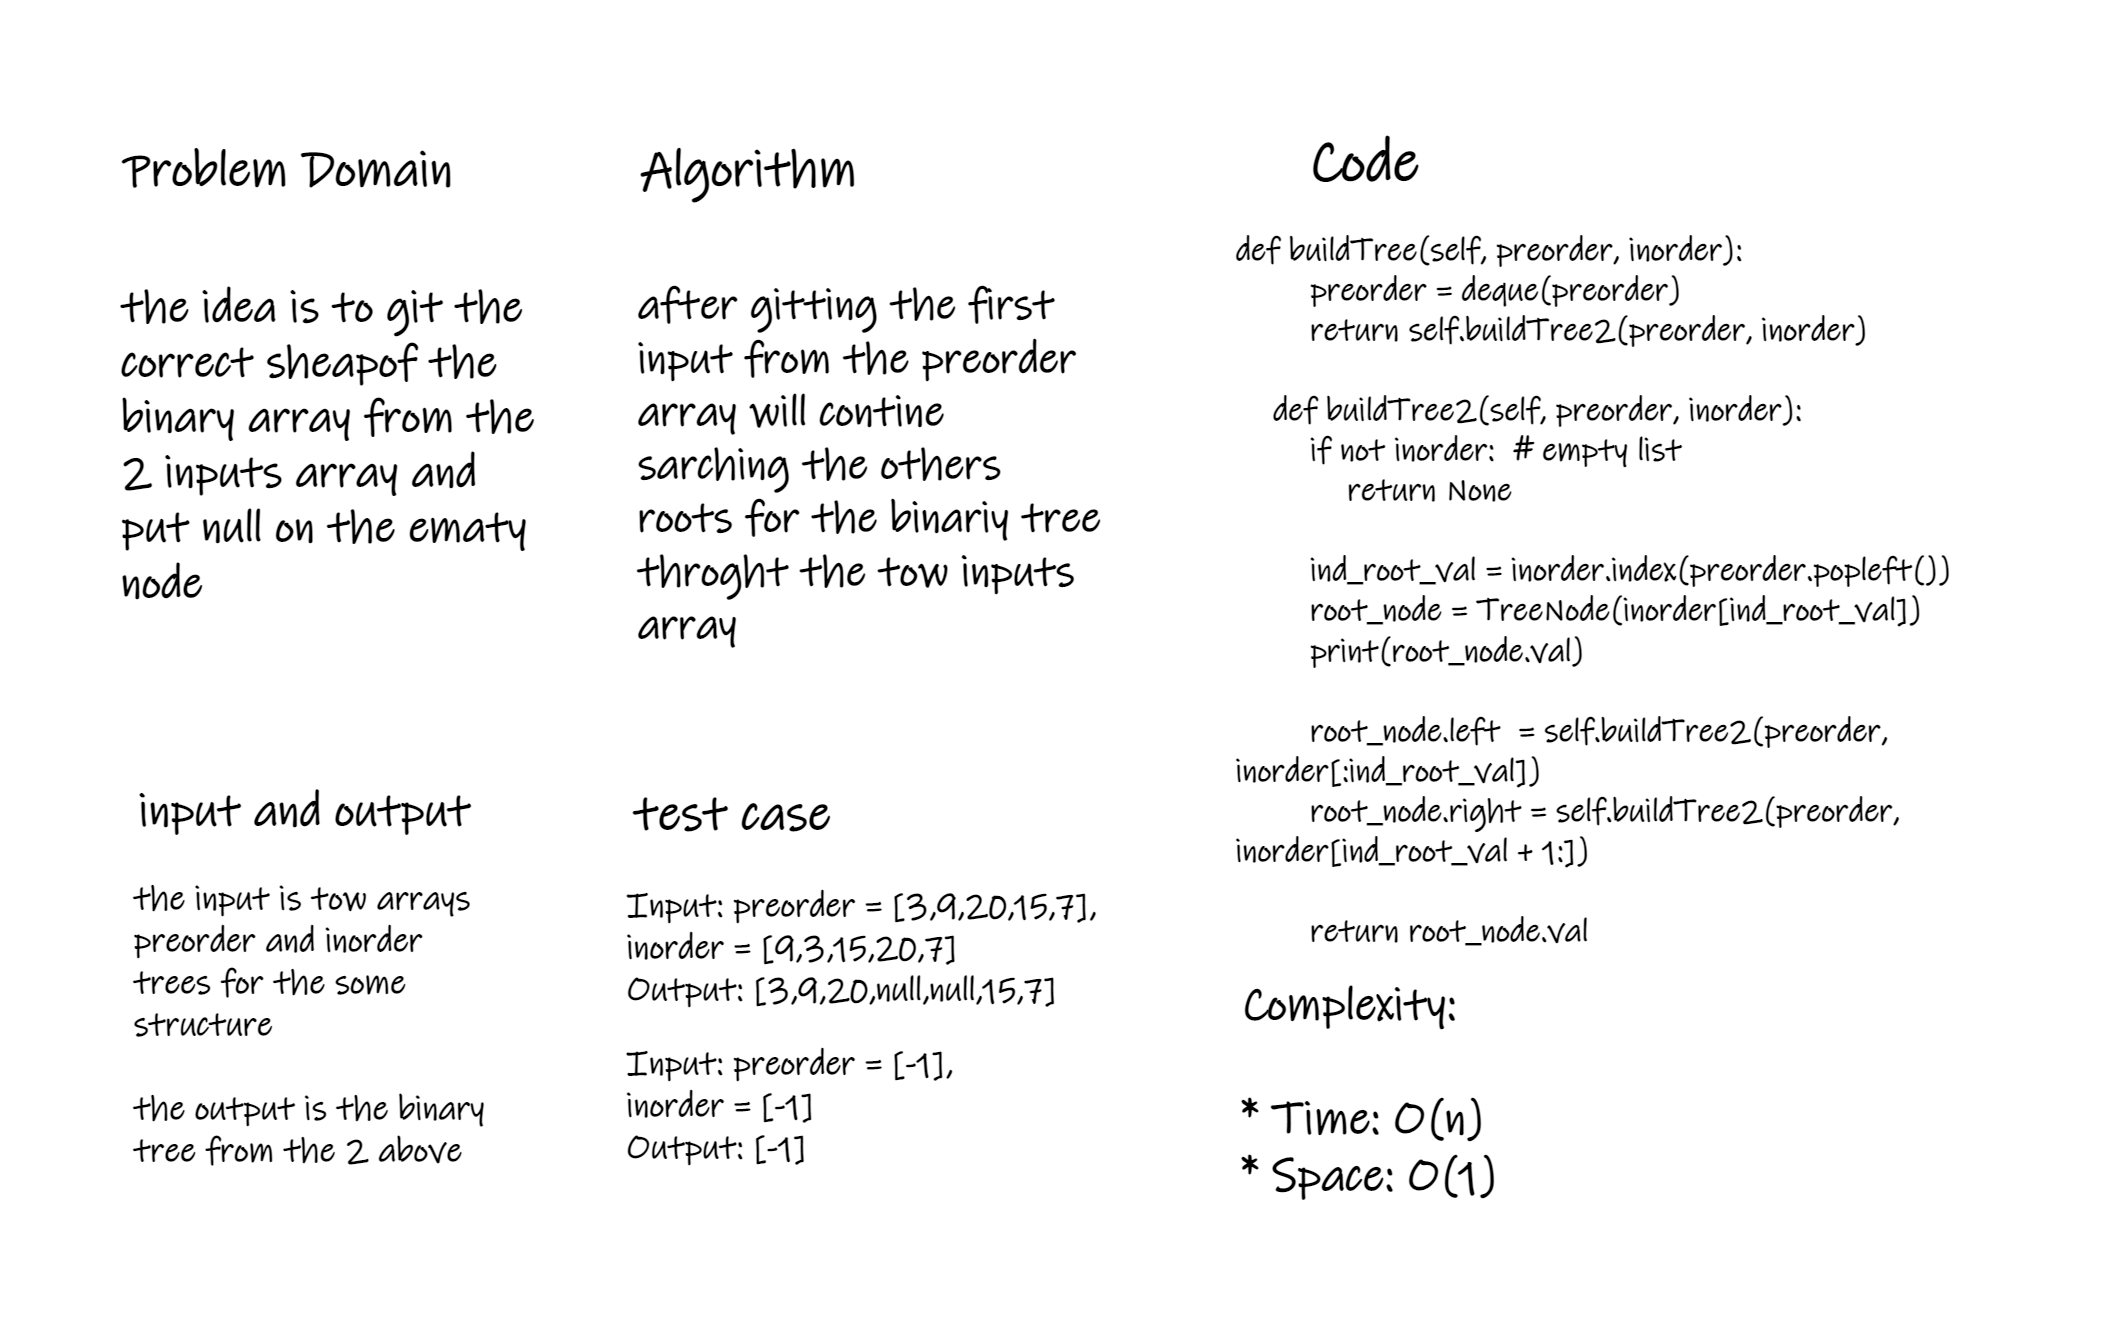 Problem Domain
the idea is to git the
correct sheapof the
binary array from the
2 inputs array and
put null on the ematy
node
Algorithm
after gitting the first
input from the preorder
array will contine
sarching the others
roots for the binariy tree
throght the tow inputs
array
input and output
the input is tow arrays
preorder and inorder
trees for the some
structure
the output is the binary
tree from the 2 above
test case
Input: preorder = [3,9,20,15,7],
inorder = [9,3,15,20,7]
Output: [3,9,20,null,null,15,7]
Input: preorder = [-1],
inorder = [-1]
Output: [-1]
Code
def buildTree(self, preorder, inorder):
preorder = deque(preorder)
return self.buildTree2(preorder, inorder)
def buildTree2(self, preorder, inorder):
if not inorder:  # empty list
return None
ind_root_val = inorder.index(preorder.popleft())
root_node = TreeNode(inorder[ind_root_val])
print(root_node.val)
root_node.left  = self.buildTree2(preorder,
inorder[:ind_root_val])
root_node.right = self.buildTree2(preorder,
inorder[ind_root_val + 1:])
return root_node.val
Complexity:
* Time: O(n)
* Space: O(1)